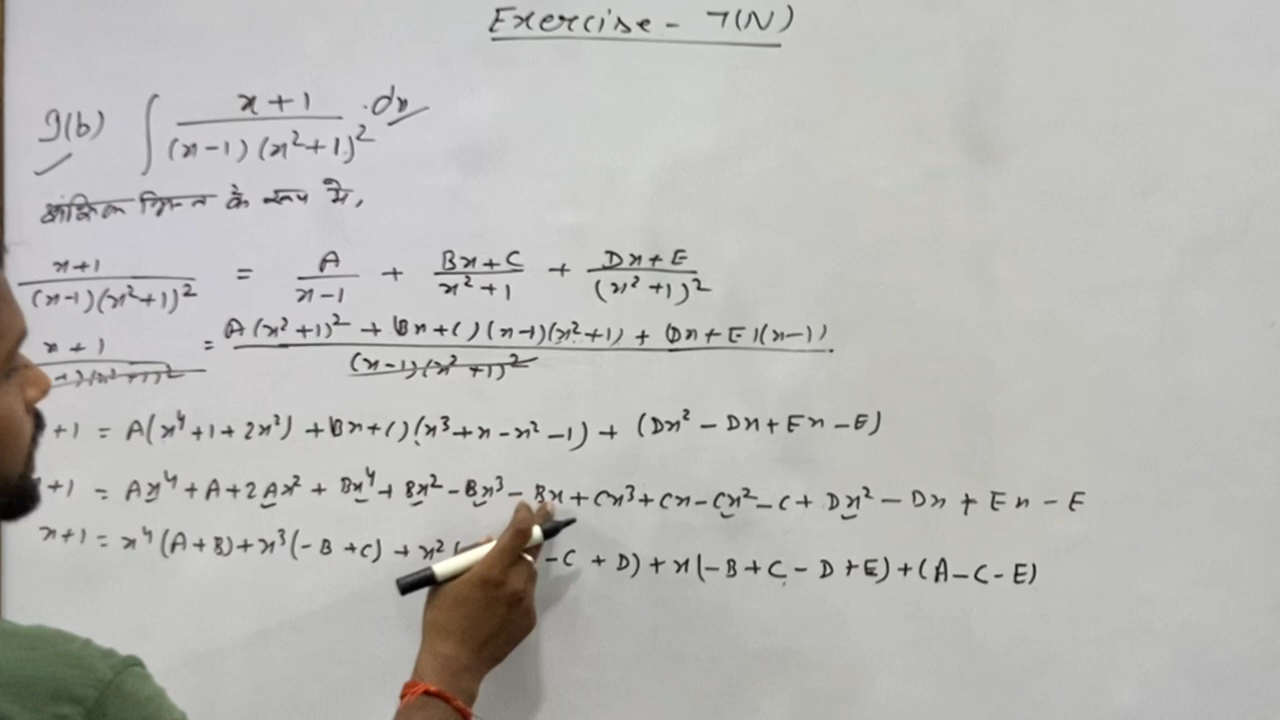 Exercise - 7(N)
9(b) ∫ x+1 / (x-1)(x²+1)² .dx
आंशिक भिन्न के रूप में,
x+1 / (x-1)(x²+1)² = A / x-1 + Bx+C / x²+1 + Dx+E / (x²+1)²
x+1 / +1)(x²+1)² = A(x²+1)² + (Bx+C)(x-1)(x²+1) + (Dx+E)(x-1) / (x-1)(x²+1)²
+1 = A(x⁴+1+2x²) + (Bx+C)(x³+x-x²-1) + (Dx²-Dx+Ex-E)
+1 = Ax⁴+A+2Ax² + Bx⁴+Bx²-Bx³-Bx+Cx³+Cx-Cx²-C+Dx²-Dx+Ex-E
x+1 = x⁴(A+B)+x³(-B+C)+x²( -C+D)+x(-B+C-D+E)+(A-C-E)